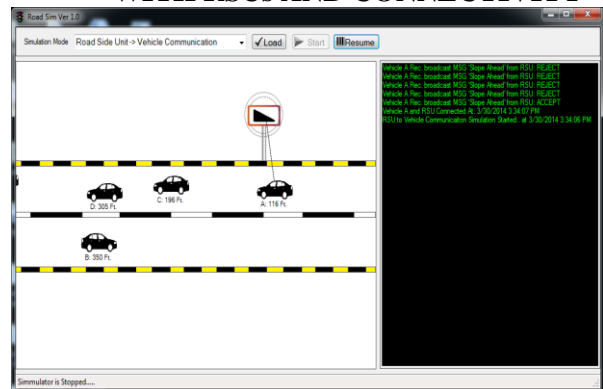 WITH RSUS AND CONNECTIVITY
Road Sim Ver 1.0
Simulation Mode Road Side Unit-> Vehicle Communication Load Start Resume
Vehicle A Rec. broadcast MSG 'Slope Ahead' from RSU: REJECT
Vehicle A Rec. broadcast MSG 'Slope Ahead' from RSU: REJECT
Vehicle A Rec. broadcast MSG 'Slope Ahead' from RSU: REJECT
Vehicle A Rec. broadcast MSG 'Slope Ahead' from RSU: REJECT
Vehicle A Rec. broadcast MSG 'Slope Ahead' from RSU: ACCEPT
Vehicle A and RSU Connected At: 3/30/2014 3:34:07 PM
RSU to Vehicle Communication Simulation Started.. at 3/30/2014 3:34:06 PM
D: 305 Ft.
C: 196 Ft.
A: 116 Ft.
B: 350 Ft.
Simmulator is Stopped.....